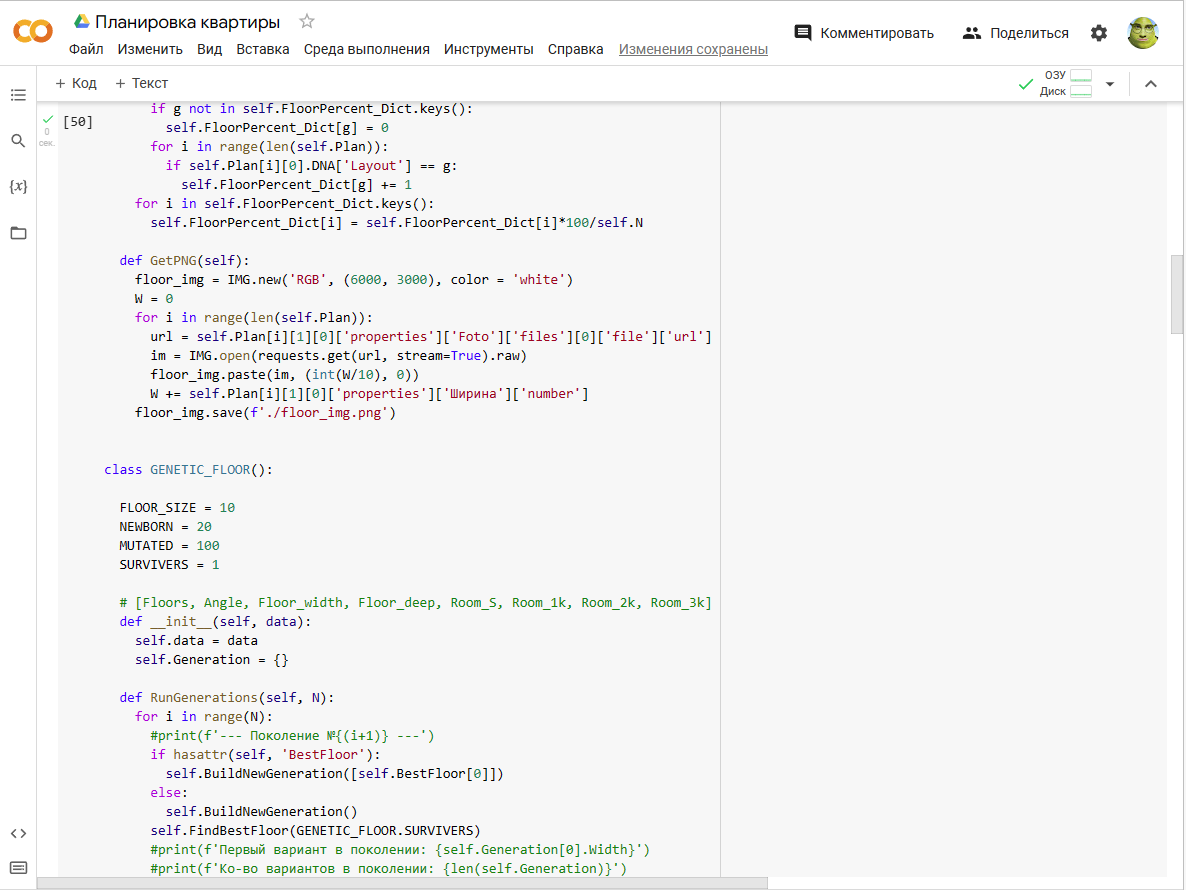 Планировка квартиры
Файл Изменить Вид Вставка Среда выполнения Инструменты Справка Изменения сохранены
Комментировать
Поделиться
+ Код + Текст
ОЗУ
Диск
[50]
0
сек.
{x}
if g not in self.FloorPercent_Dict.keys():
self.FloorPercent_Dict[g] = 0
for i in range(len(self.Plan)):
if self.Plan[i][0].DNA['Layout'] == g:
self.FloorPercent_Dict[g] += 1
for i in self.FloorPercent_Dict.keys():
self.FloorPercent_Dict[i] = self.FloorPercent_Dict[i]*100/self.N
def GetPNG(self):
floor_img = IMG.new('RGB', (6000, 3000), color = 'white')
W = 0
for i in range(len(self.Plan)):
url = self.Plan[i][1][0]['properties']['Foto']['files'][0]['file']['url']
im = IMG.open(requests.get(url, stream=True).raw)
floor_img.paste(im, (int(W/10), 0))
W += self.Plan[i][1][0]['properties']['Ширина']['number']
floor_img.save(f'./floor_img.png')
class GENETIC_FLOOR():
FLOOR_SIZE = 10
NEWBORN = 20
MUTATED = 100
SURVIVERS = 1
# [Floors, Angle, Floor_width, Floor_deep, Room_S, Room_1k, Room_2k, Room_3k]
def __init__(self, data):
self.data = data
self.Generation = {}
def RunGenerations(self, N):
for i in range(N):
#print(f'--- Поколение №{(i+1)} ---')
if hasattr(self, 'BestFloor'):
self.BuildNewGeneration([self.BestFloor[0]])
else:
self.BuildNewGeneration()
self.FindBestFloor(GENETIC_FLOOR.SURVIVERS)
#print(f'Первый вариант в поколении: {self.Generation[0].Width}')
#print(f'Ко-во вариантов в поколении: {len(self.Generation)}')